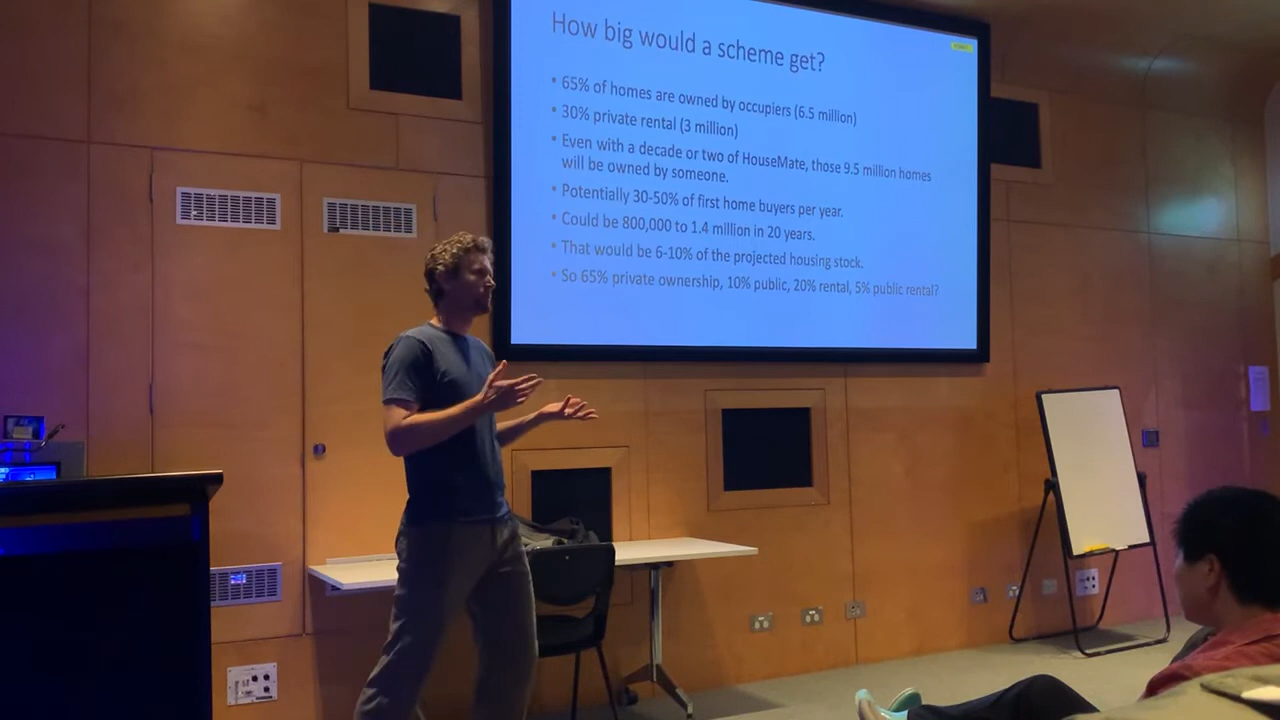 How big would a scheme get?
• 65% of homes are owned by occupiers (6.5 million)
• 30% private rental (3 million)
• Even with a decade or two of HouseMate, those 9.5 million homes
will be owned by someone.
• Potentially 30-50% of first home buyers per year.
• Could be 800,000 to 1.4 million in 20 years.
• That would be 6-10% of the projected housing stock.
• So 65% private ownership, 10% public, 20% rental, 5% public rental?